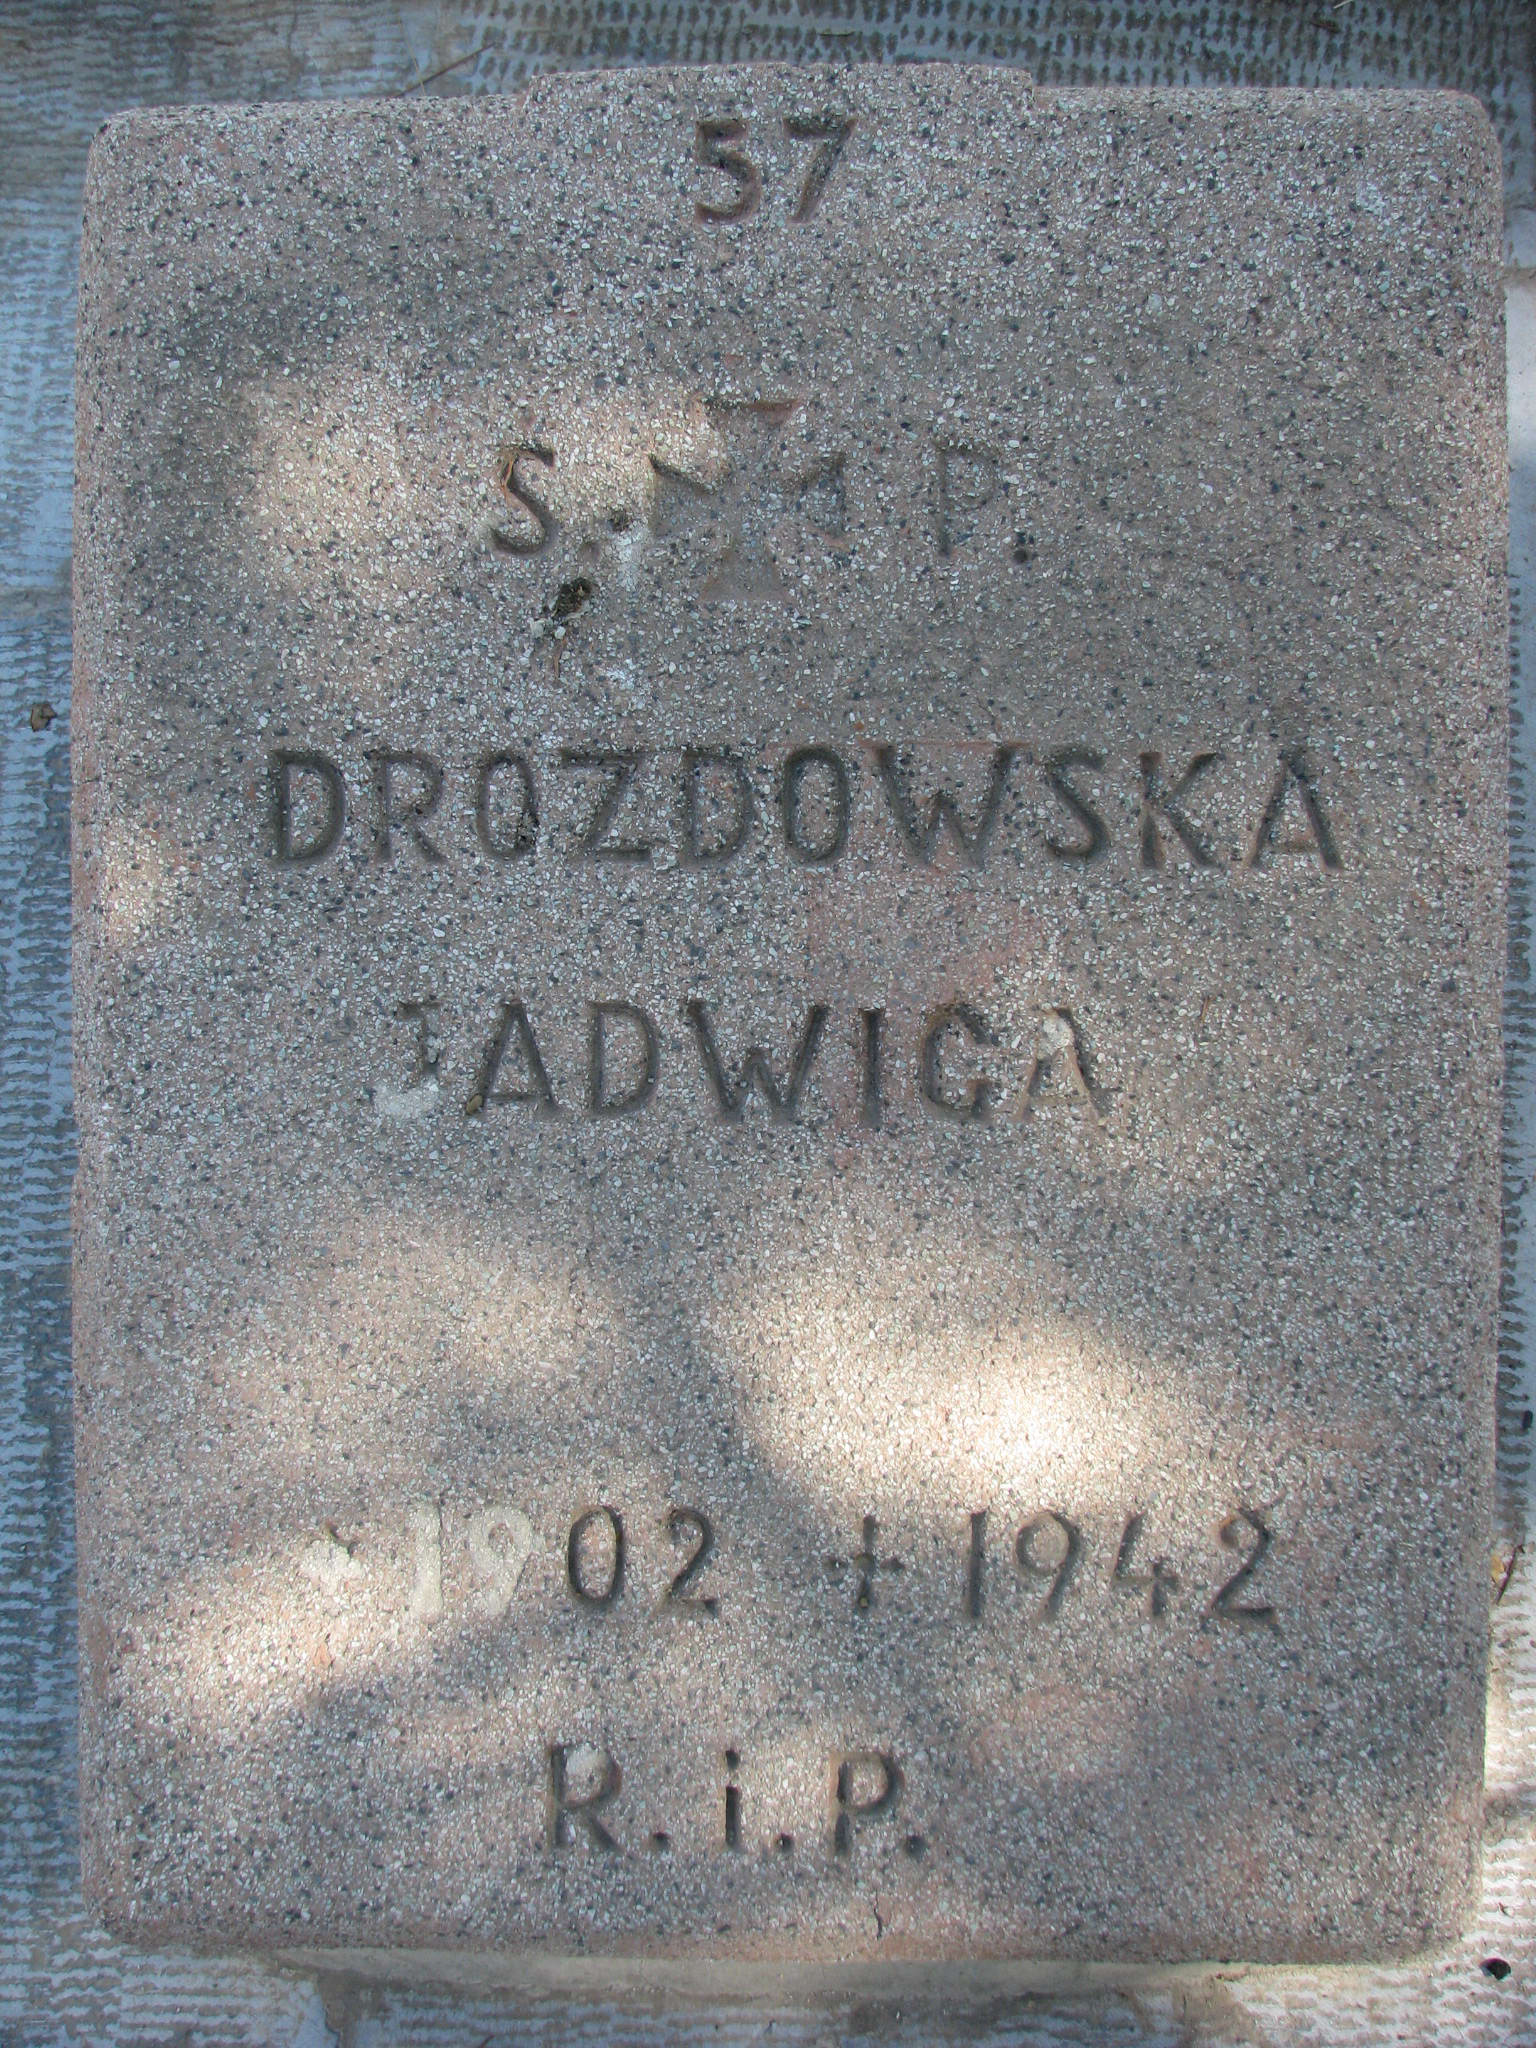 57
Ś. ✠ P.
DROZDOWSKA
JADWIGA
* 1902 + 1942
R.i.P.